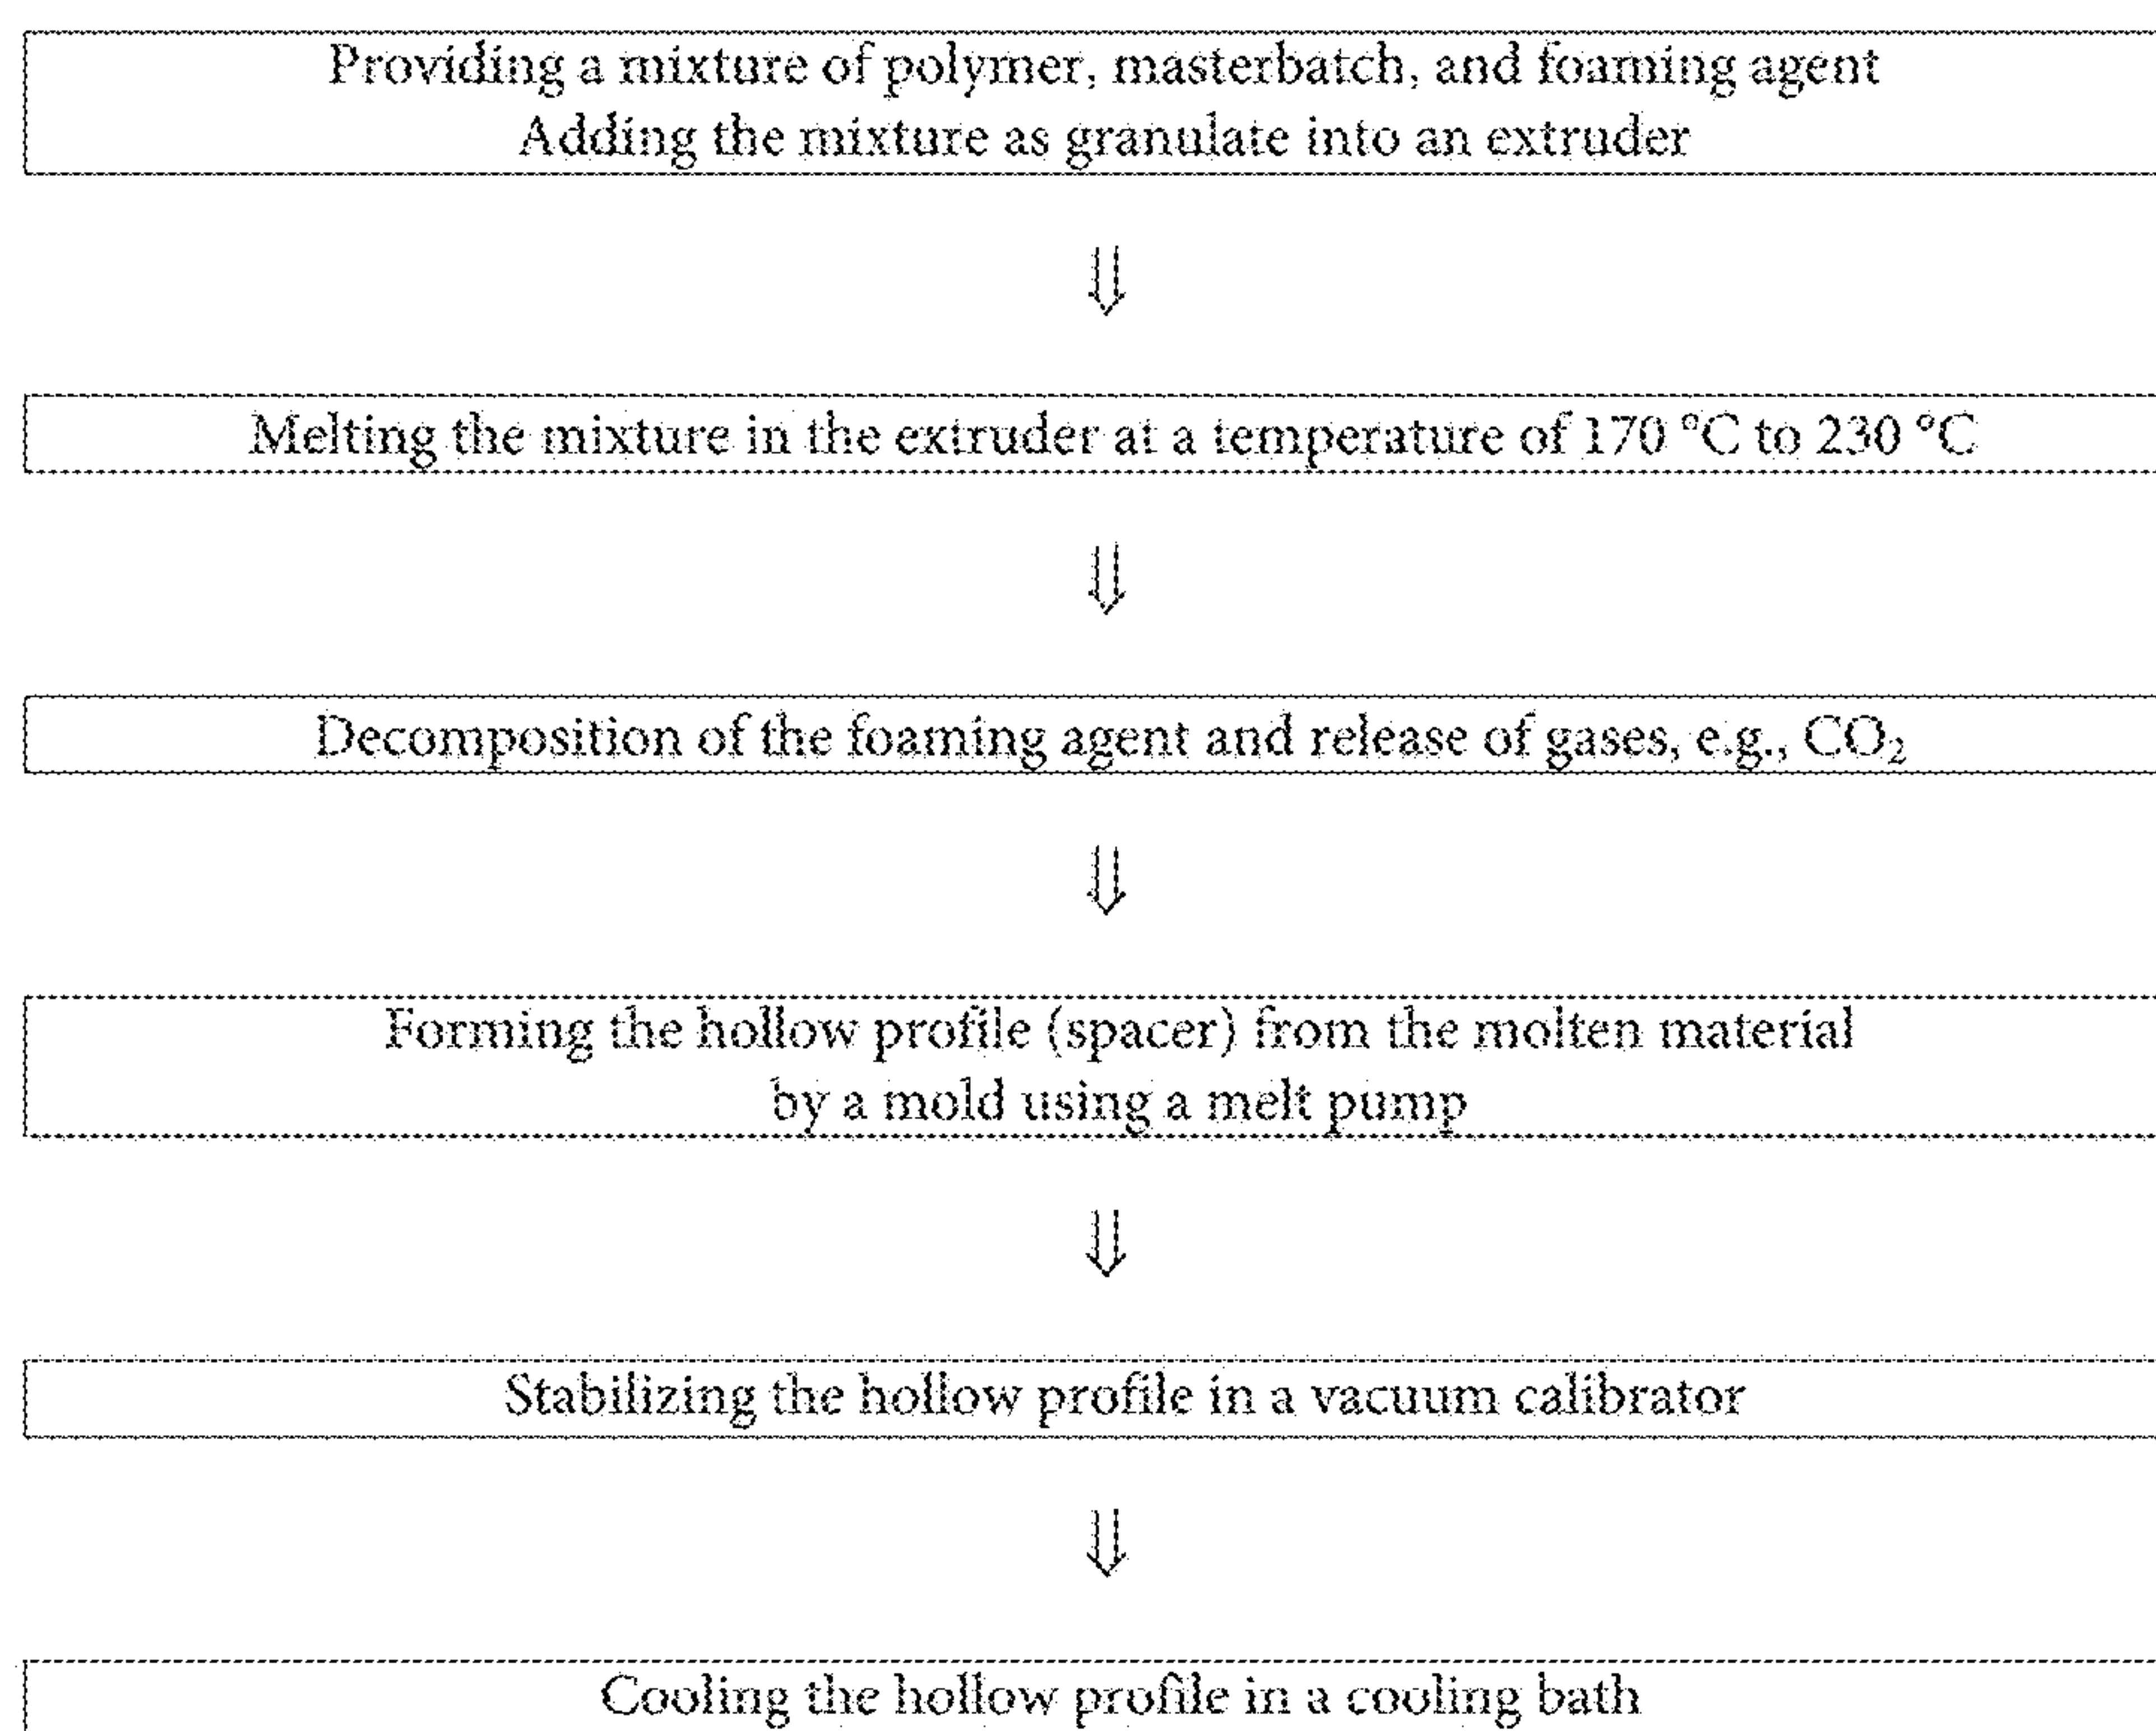 Providing a mixture of polymer, masterbatch, and foaming agent
Adding the mixture as granulate into an extruder
⇓
Melting the mixture in the extruder at a temperature of 170 °C to 230 °C
⇓
Decomposition of the foaming agent and release of gases, e.g., CO₂
⇓
Forming the hollow profile (spacer) from the molten material
by a mold using a melt pump
⇓
Stabilizing the hollow profile in a vacuum calibrator
⇓
Cooling the hollow profile in a cooling bath